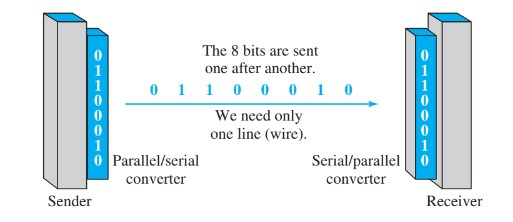 The 8 bits are sent
one after another.
0 1 1 0 0 0 1 0
We need only
one line (wire).
0
1
1
0
0
0
1
0
Parallel/serial
converter
Sender
0
1
1
0
0
0
1
0
Serial/parallel
converter
Receiver